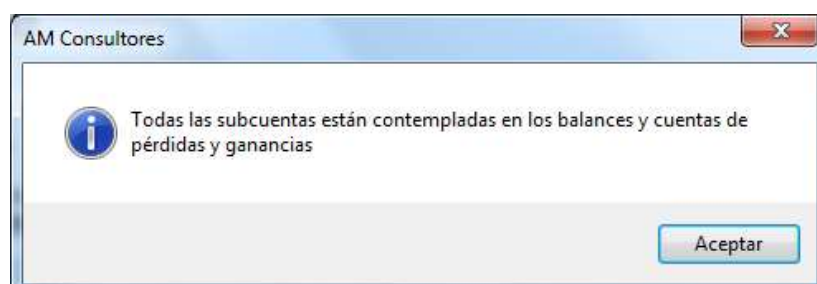 AM Consultores
Todas las subcuentas están contempladas en los balances y cuentas de
pérdidas y ganancias
Aceptar